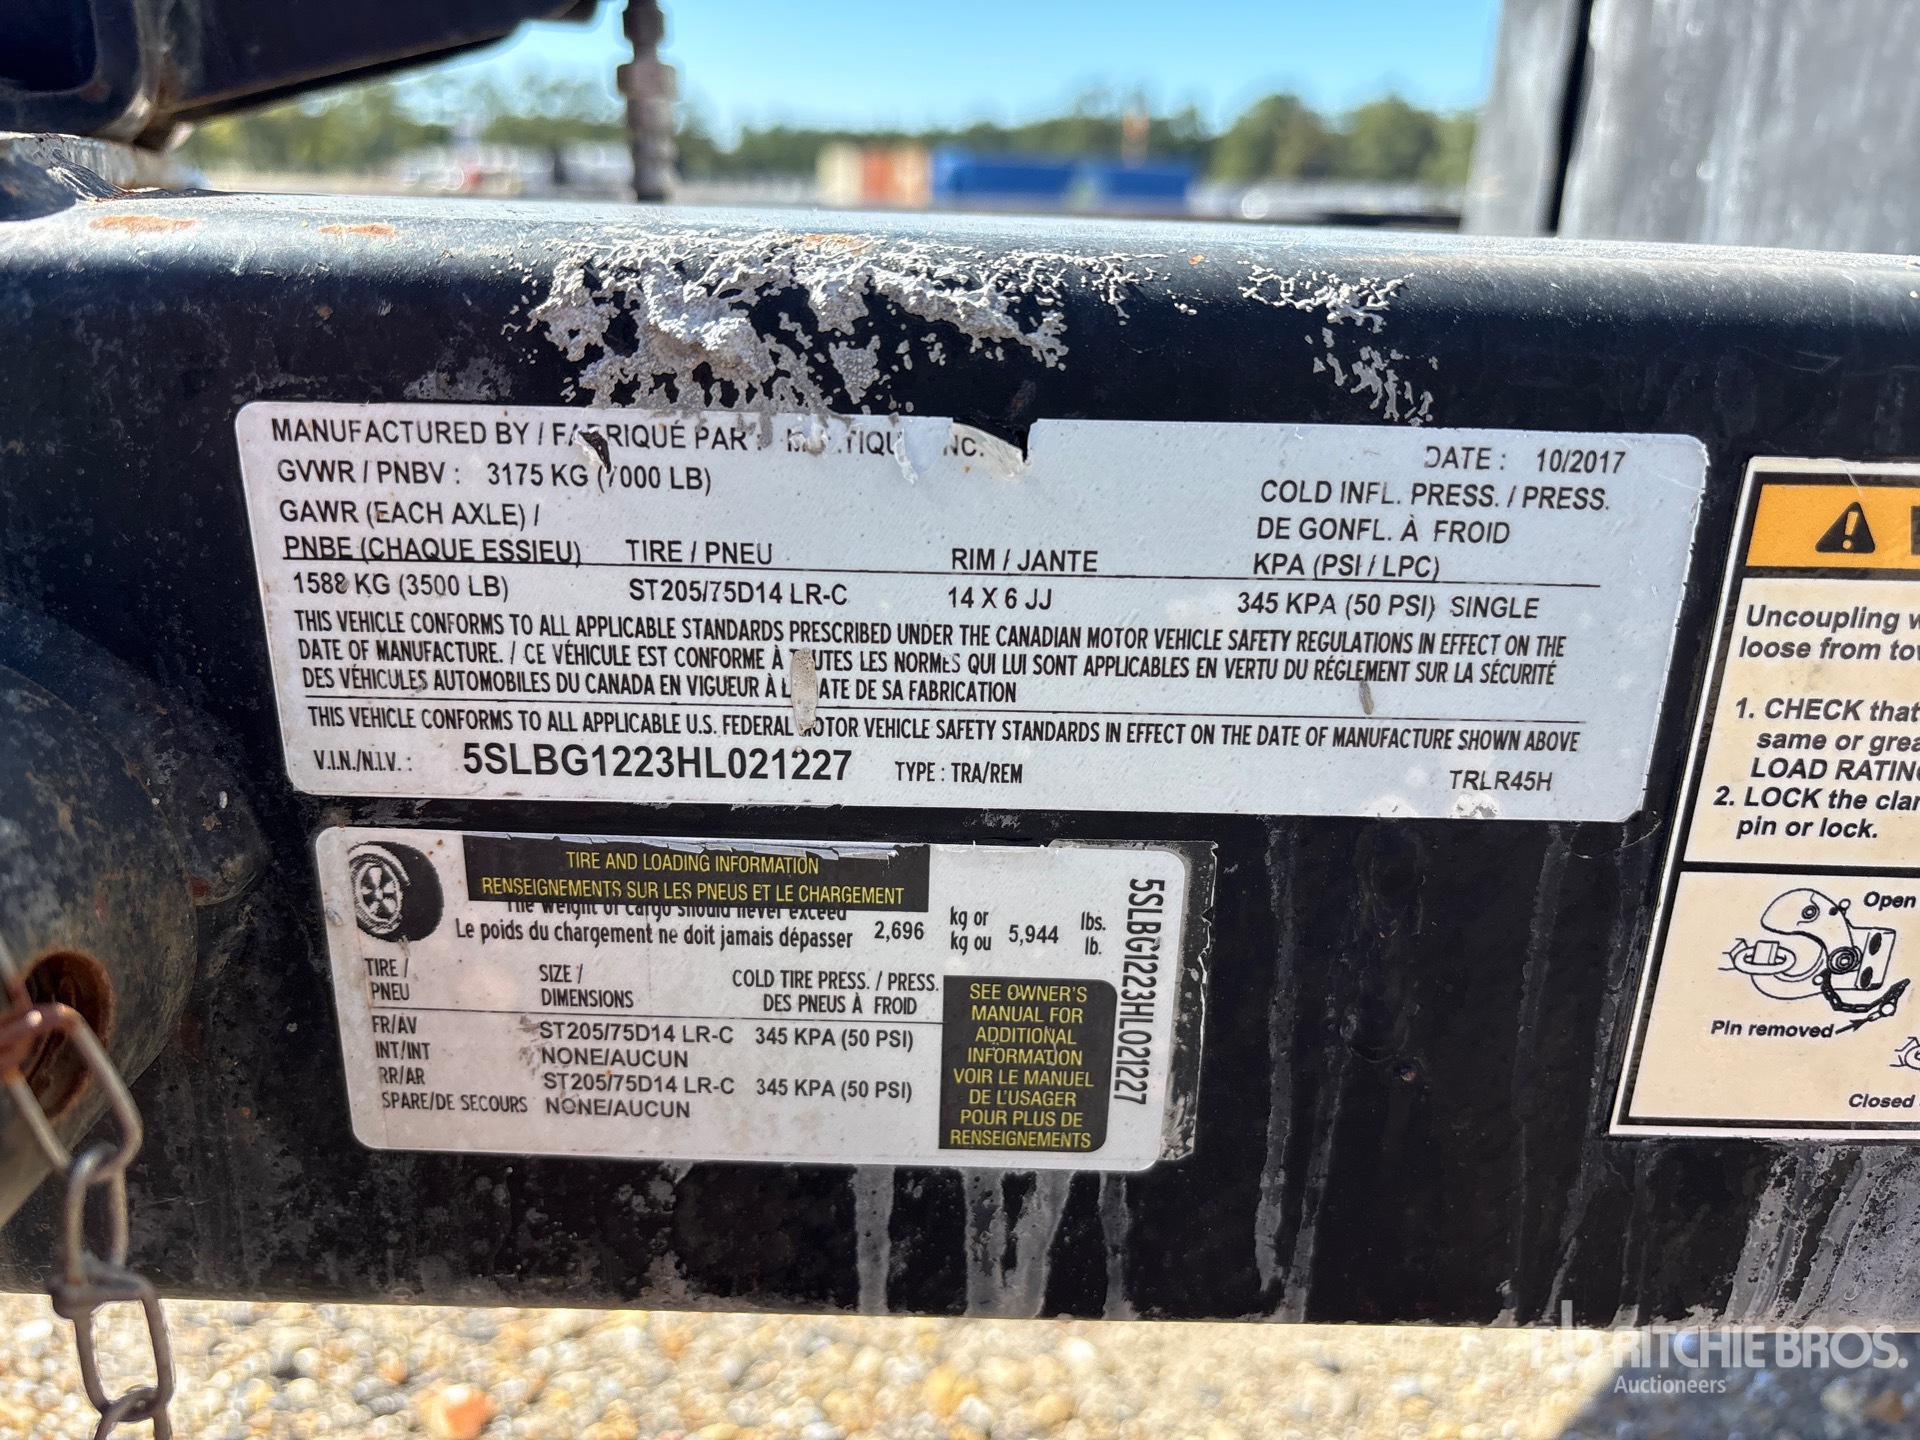 MANUFACTURED BY / FABRIQUÉ PAR : INC.
DATE : 10/2017
GVWR / PNBV : 3175 KG (7000 LB)
GAWR (EACH AXLE) /
PNBE (CHAQUE ESSIEU)
TIRE / PNEU
RIM / JANTE
COLD INFL. PRESS. / PRESS.
DE GONFL. À FROID
KPA (PSI / LPC)
1588 KG (3500 LB) ST205/75D14 LR-C 14 X 6 JJ 345 KPA (50 PSI) SINGLE
THIS VEHICLE CONFORMS TO ALL APPLICABLE STANDARDS PRESCRIBED UNDER THE CANADIAN MOTOR VEHICLE SAFETY REGULATIONS IN EFFECT ON THE
DATE OF MANUFACTURE. / CE VÉHICULE EST CONFORME À TOUTES LES NORMES QUI LUI SONT APPLICABLES EN VERTU DU RÉGLEMENT SUR LA SÉCURITÉ
DES VÉHICULES AUTOMOBILES DU CANADA EN VIGUEUR À LA DATE DE SA FABRICATION
THIS VEHICLE CONFORMS TO ALL APPLICABLE U.S. FEDERAL MOTOR VEHICLE SAFETY STANDARDS IN EFFECT ON THE DATE OF MANUFACTURE SHOWN ABOVE
V.I.N./N.I.V. : 5SLBG1223HL021227 TYPE : TRA/REM TRLR45H
TIRE AND LOADING INFORMATION
RENSEIGNEMENTS SUR LES PNEUS ET LE CHARGEMENT
The weight of cargo should never exceed
Le poids du chargement ne doit jamais dépasser
2,696
kg or
kg ou
5,944
lbs.
lb.
TIRE /
PNEU
SIZE /
DIMENSIONS
COLD TIRE PRESS. / PRESS.
DES PNEUS À FROID
FR/AV ST205/75D14 LR-C 345 KPA (50 PSI)
INT/INT NONE/AUCUN
RR/AR ST205/75D14 LR-C 345 KPA (50 PSI)
SPARE/DE SECOURS NONE/AUCUN
SEE OWNER'S
MANUAL FOR
ADDITIONAL
INFORMATION
VOIR LE MANUEL
DE L'USAGER
POUR PLUS DE
RENSEIGNEMENTS
5SLBG1223HL021227
Uncoupling
loose from
1. CHECK that
same or
LOAD
2. LOCK the
pin or lock.
Open
Pin removed
Closed
RITCHIE BROS.
Auctioneers